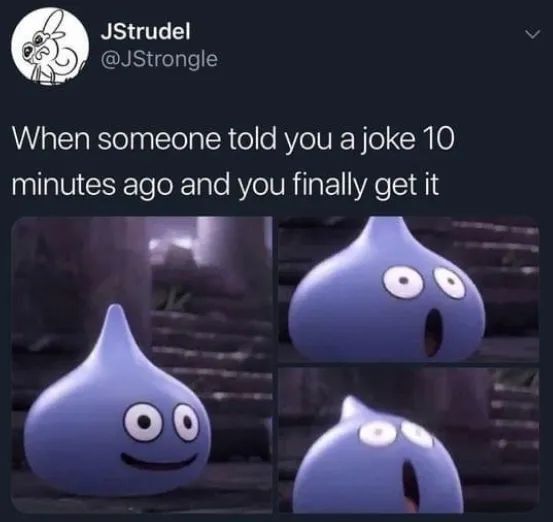 JStrudel
@JStrongle
When someone told you a joke 10
minutes ago and you finally get it